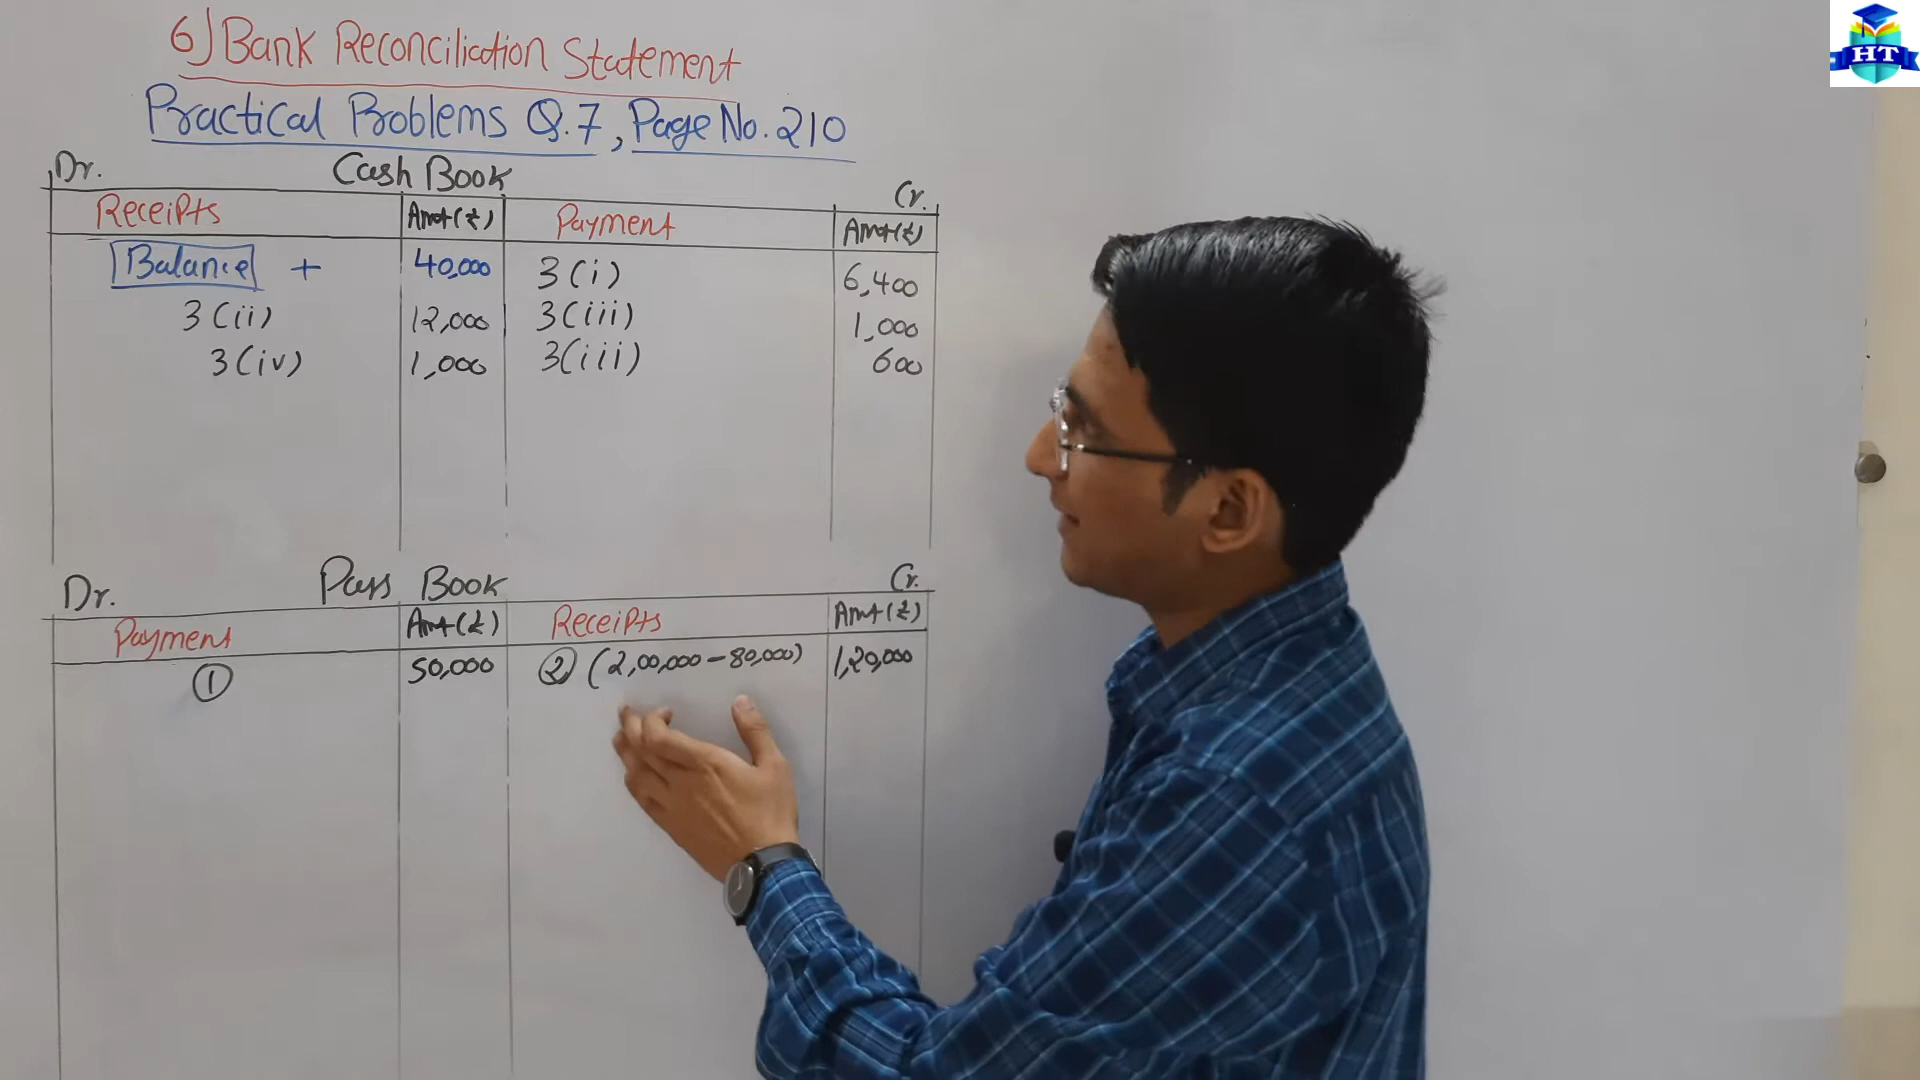 HT
6) Bank Reconciliation Statement
Practical Problems Q.7, Page No. 210
Dr. Cash Book Cr.
Receipts Amt(₹) Payment Amt(₹)
Balance + 40,000 3(i) 6,400
3(ii) 12,000 3(iii) 1,000
3(iv) 1,000 3(iii) 600
Dr. Pass Book Cr.
Payment Amt(₹) Receipts Amt(₹)
① 50,000 ② (2,00,000-80,000) 1,20,000